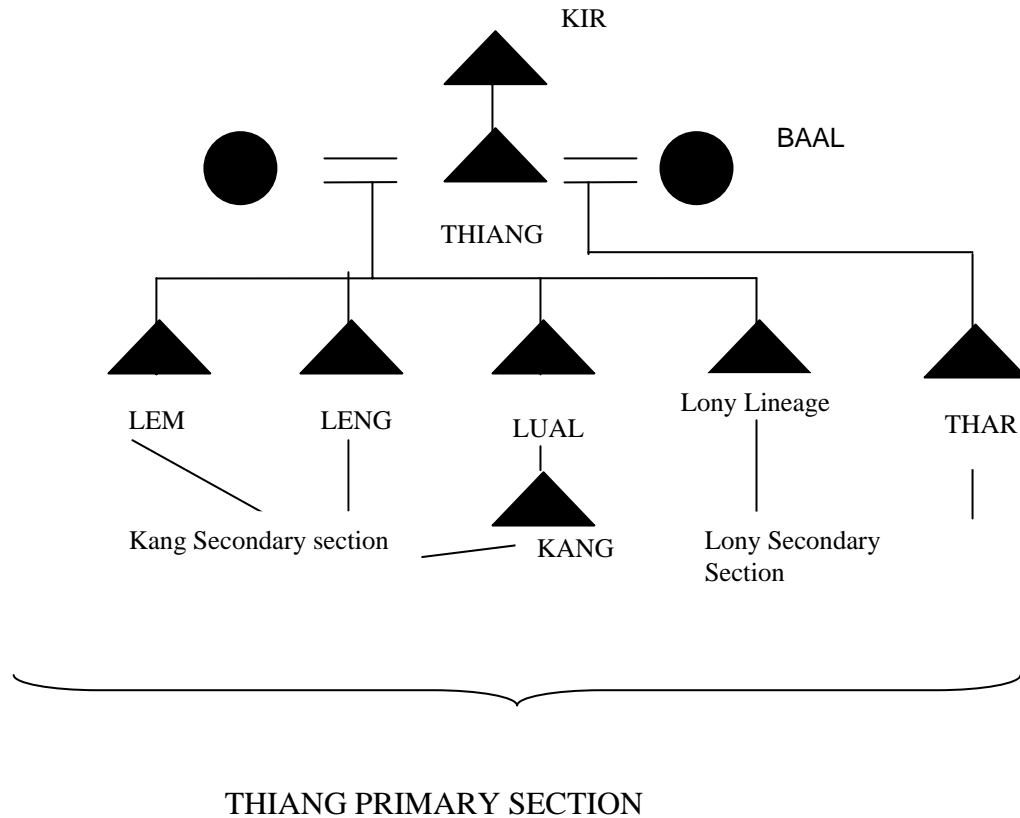 KIR
BAAL
THIANG
LEM
LENG
LUAL
Lony Lineage
THAR
Kang Secondary section
KANG
Lony Secondary
Section
THIANG PRIMARY SECTION